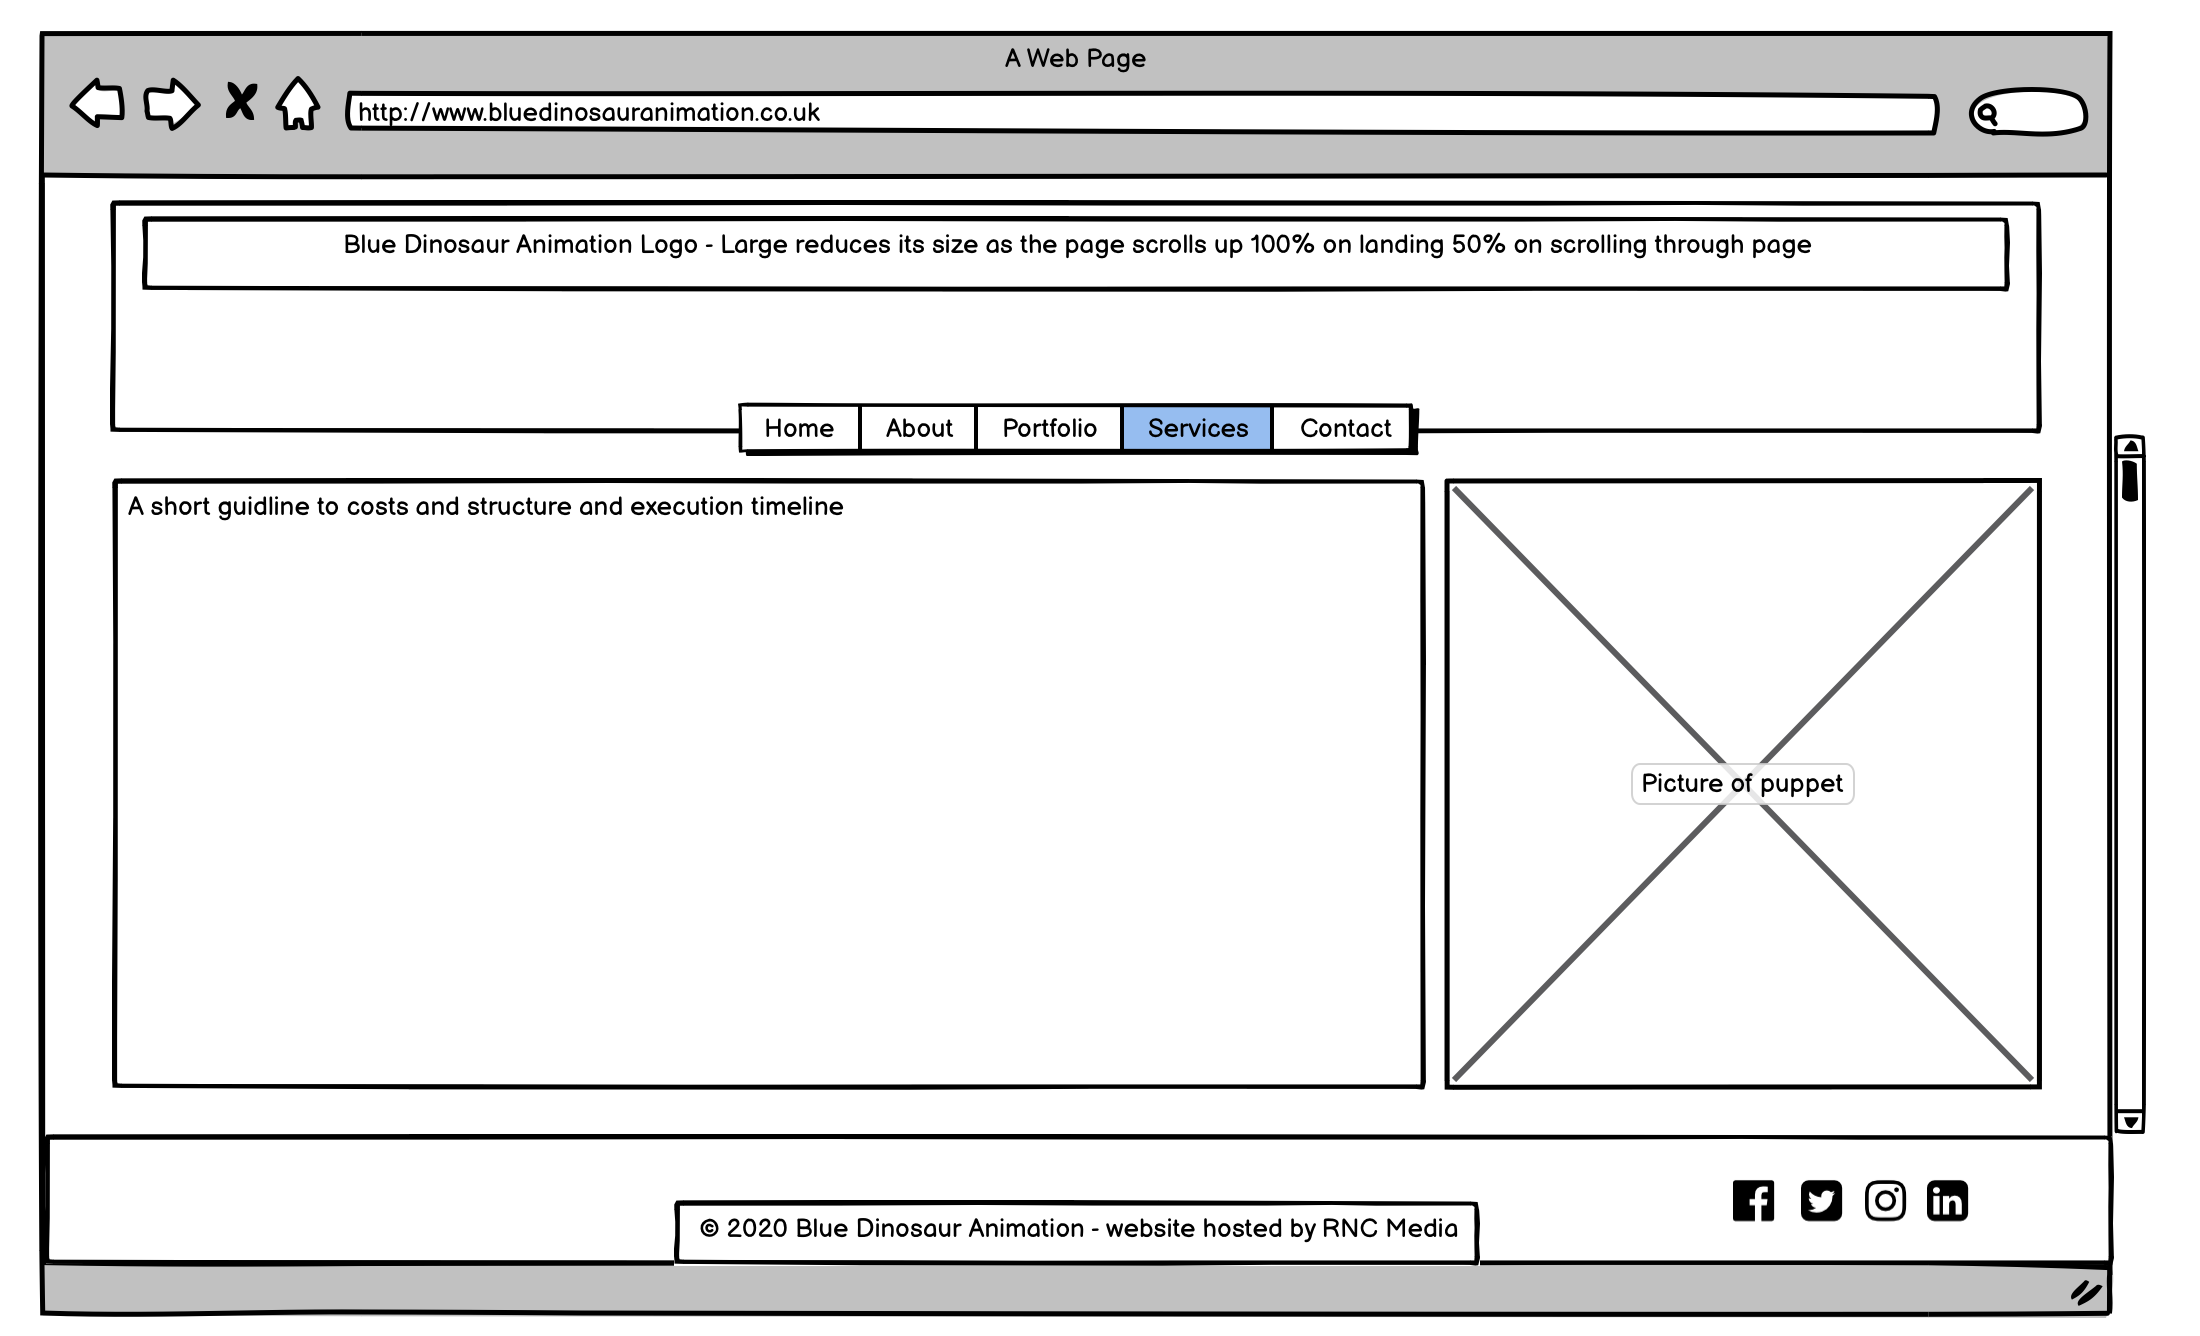 A Web Page
http://www.bluedinosauranimation.co.uk
Blue Dinosaur Animation Logo - Large reduces its size as the page scrolls up 100% on landing 50% on scrolling through page
Home About Portfolio Services Contact
A short guidline to costs and structure and execution timeline
Picture of puppet
© 2020 Blue Dinosaur Animation - website hosted by RNC Media